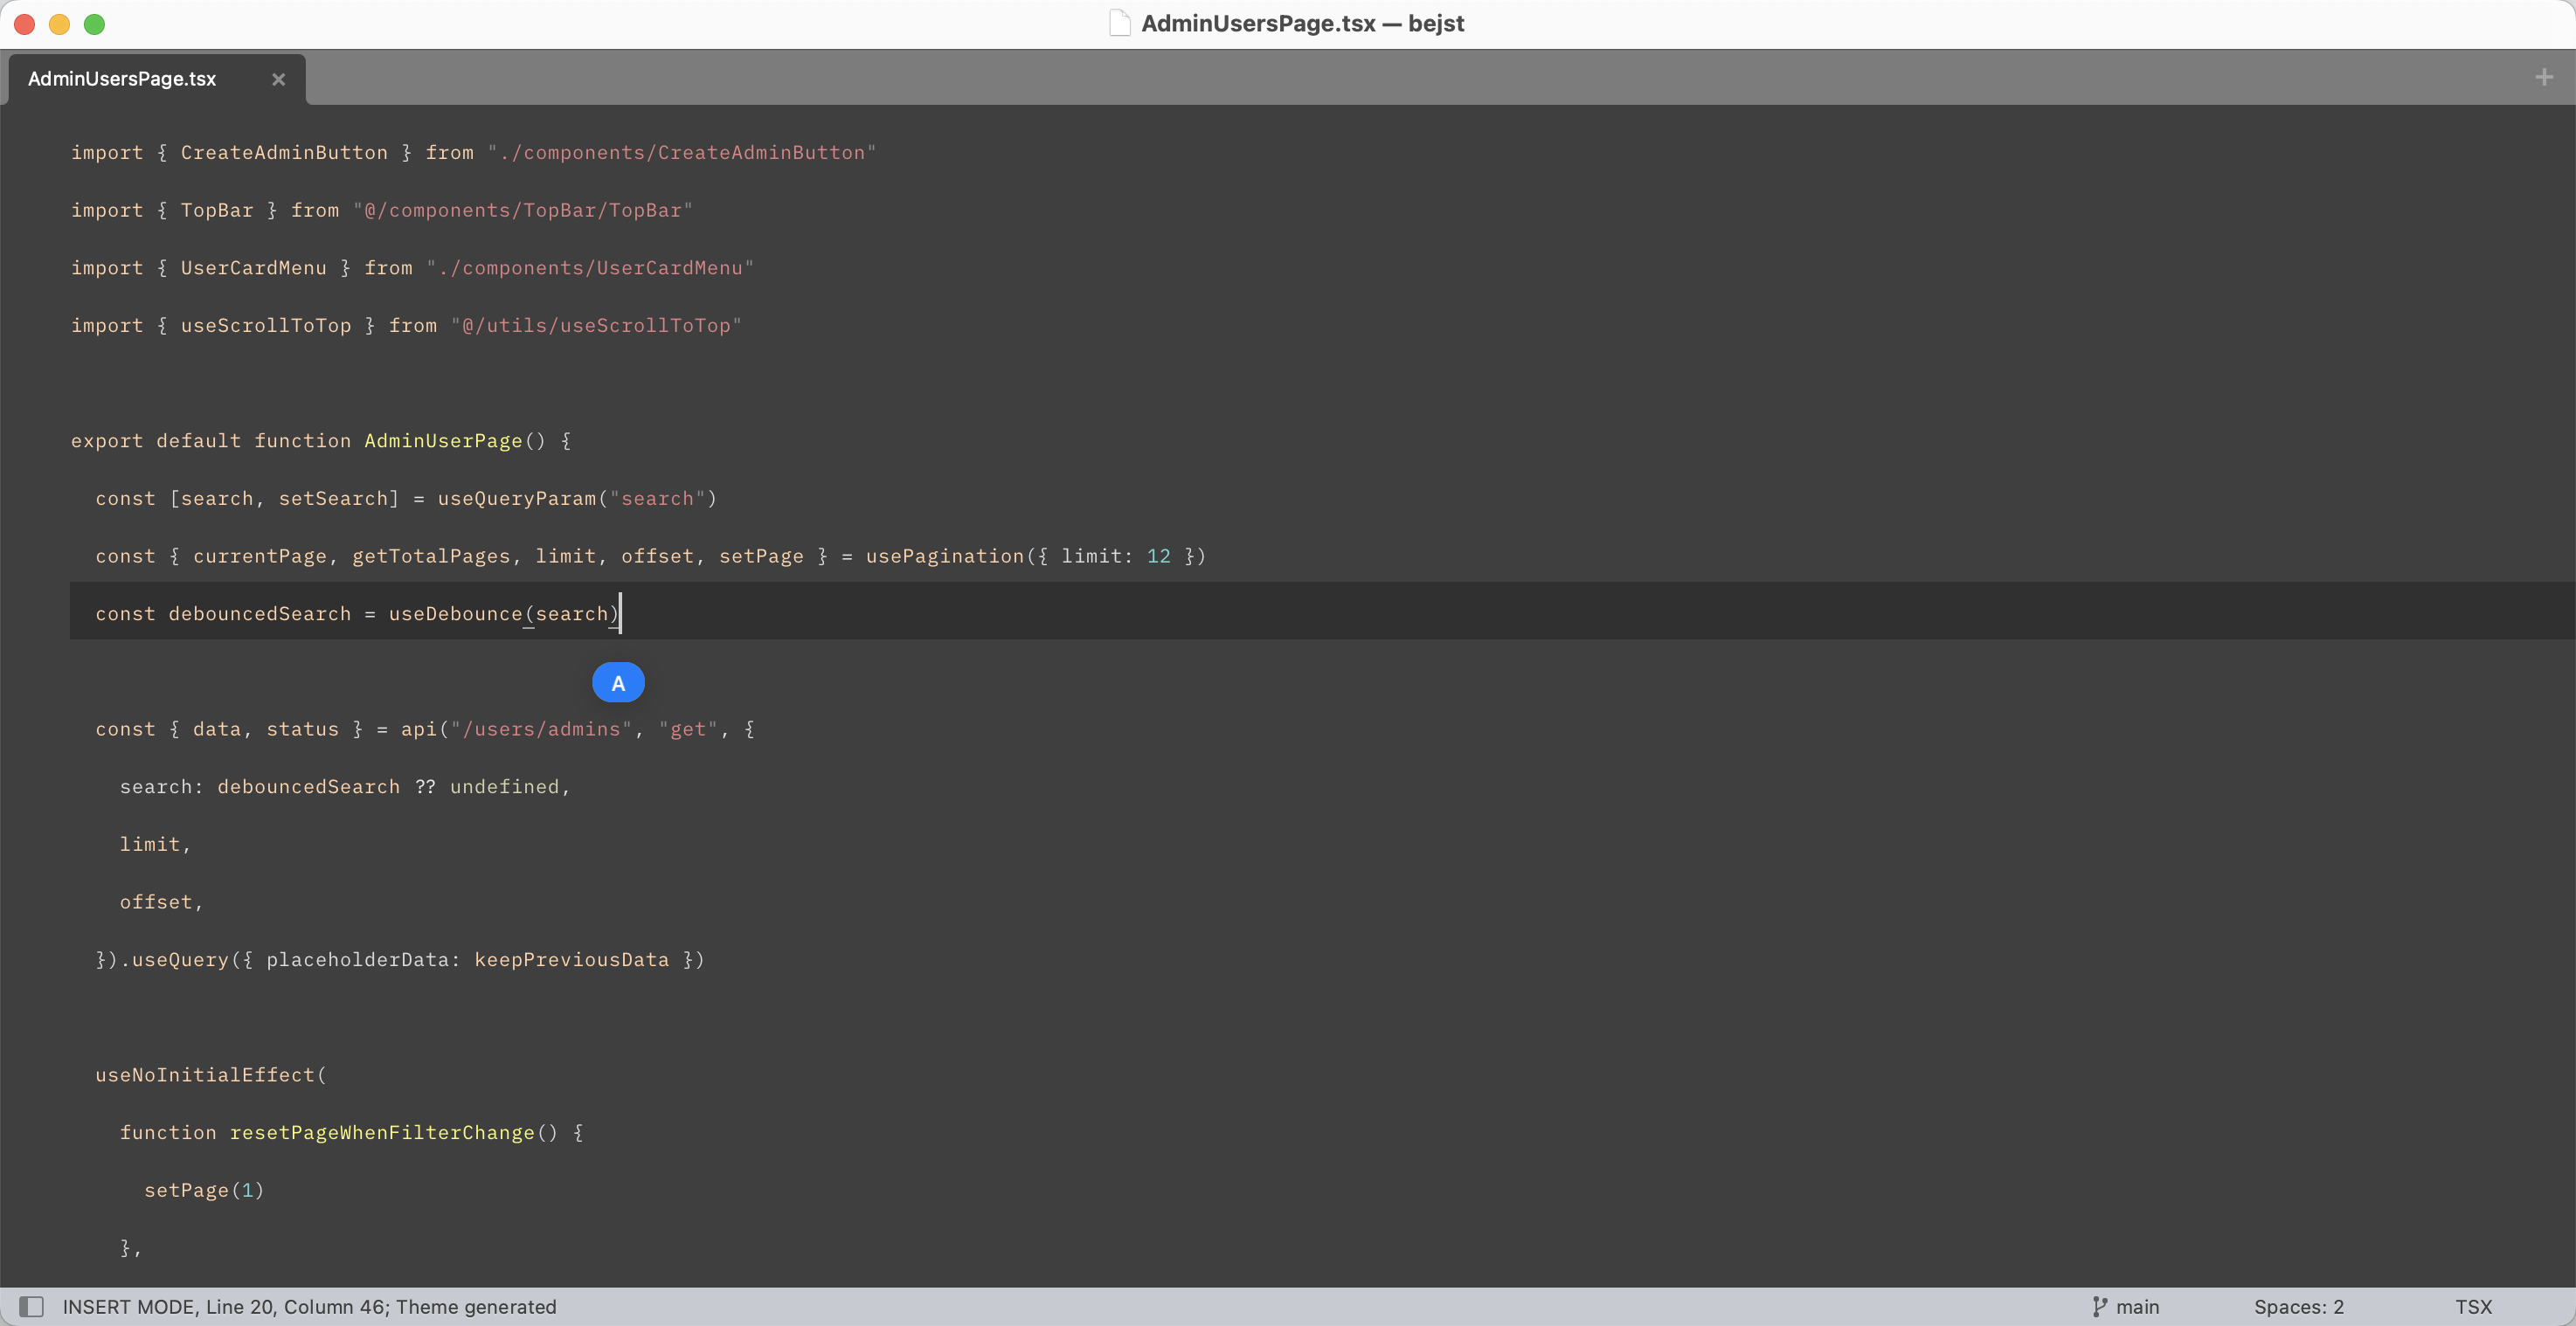 AdminUsersPage.tsx — bejst
AdminUsersPage.tsx
import { CreateAdminButton } from "./components/CreateAdminButton"
import { TopBar } from "@/components/TopBar/TopBar"
import { UserCardMenu } from "./components/UserCardMenu"
import { useScrollToTop } from "@/utils/useScrollToTop"
export default function AdminUserPage() {
const [search, setSearch] = useQueryParam("search")
const { currentPage, getTotalPages, limit, offset, setPage } = usePagination({ limit: 12 })
const debouncedSearch = useDebounce(search)
A
const { data, status } = api("/users/admins", "get", {
search: debouncedSearch ?? undefined,
limit,
offset,
}).useQuery({ placeholderData: keepPreviousData })
useNoInitialEffect(
function resetPageWhenFilterChange() {
setPage(1)
},
INSERT MODE, Line 20, Column 46; Theme generated
main
Spaces: 2
TSX